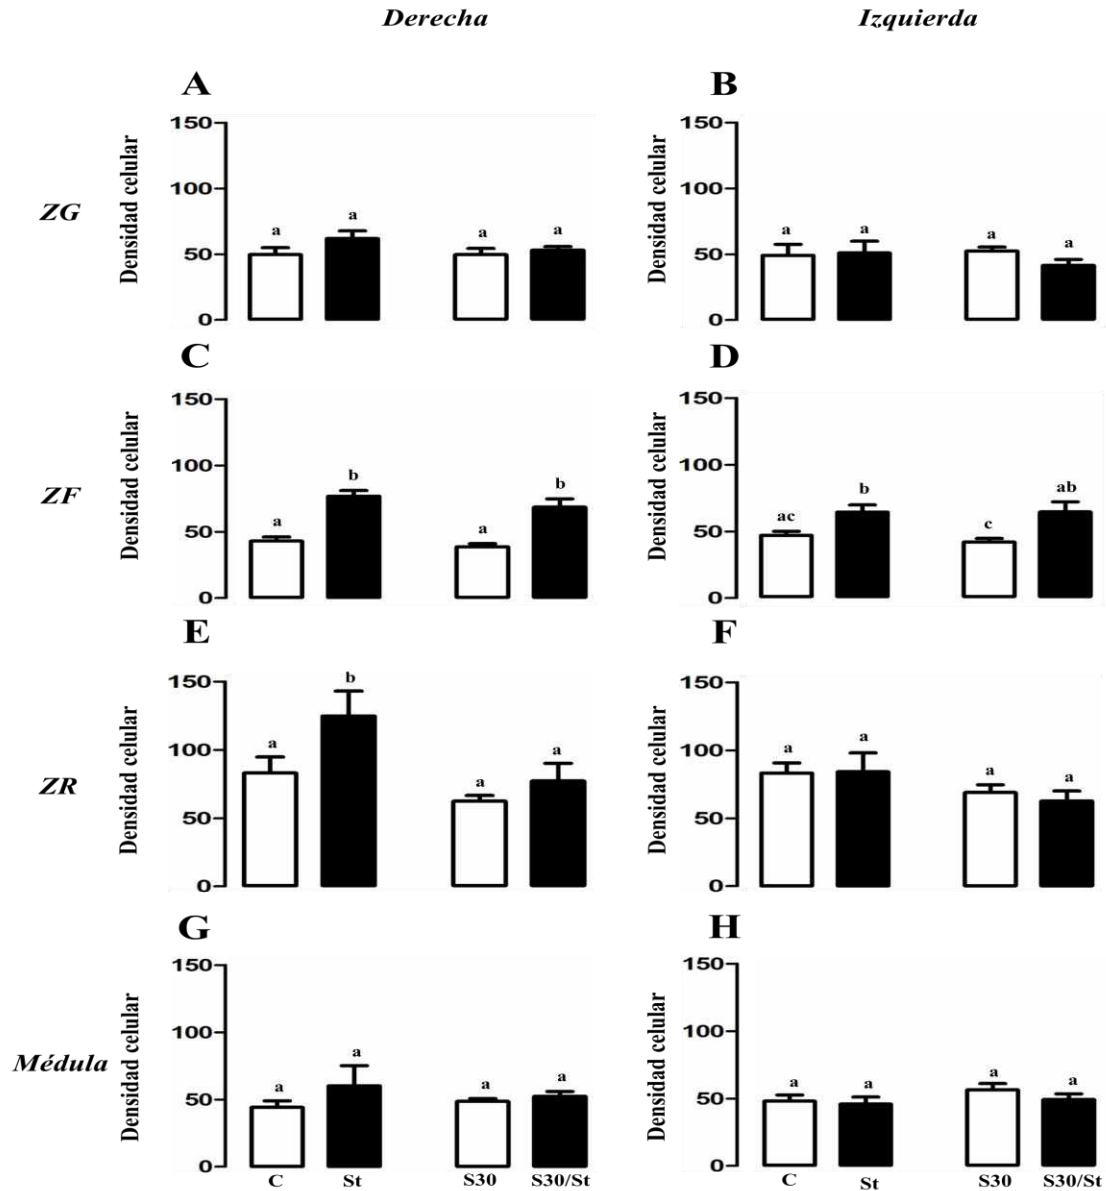 Derecha Izquierda
A B
ZG
Densidad celular
150
100
50
0
a a a a
Densidad celular
150
100
50
0
a a a a
C D
ZF
Densidad celular
150
100
50
0
a b a b
Densidad celular
150
100
50
0
ac b c ab
E F
ZR
Densidad celular
150
100
50
0
a b a a
Densidad celular
150
100
50
0
a a a a
G H
Médula
Densidad celular
150
100
50
0
a a a a
C St S30 S30/St
Densidad celular
150
100
50
0
a a a a
C St S30 S30/St